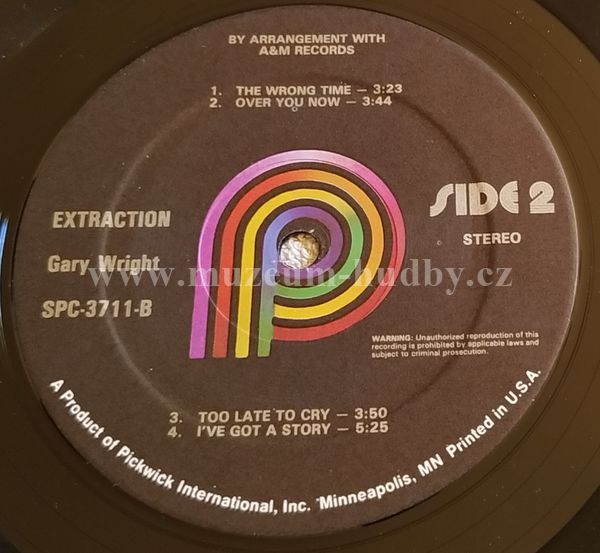 BY ARRANGEMENT WITH
A&M RECORDS
1. THE WRONG TIME — 3:23
2. OVER YOU NOW — 3:44
SIDE 2
STEREO
EXTRACTION
Gary Wright
SPC-3711-B
www.muzeum-hudby.cz
WARNING: Unauthorized reproduction of this
recording is prohibited by applicable laws and
subject to criminal prosecution.
3. TOO LATE TO CRY — 3:50
4. I'VE GOT A STORY — 5:25
A Product of Pickwick International, Inc. Minneapolis, MN Printed in U.S.A.